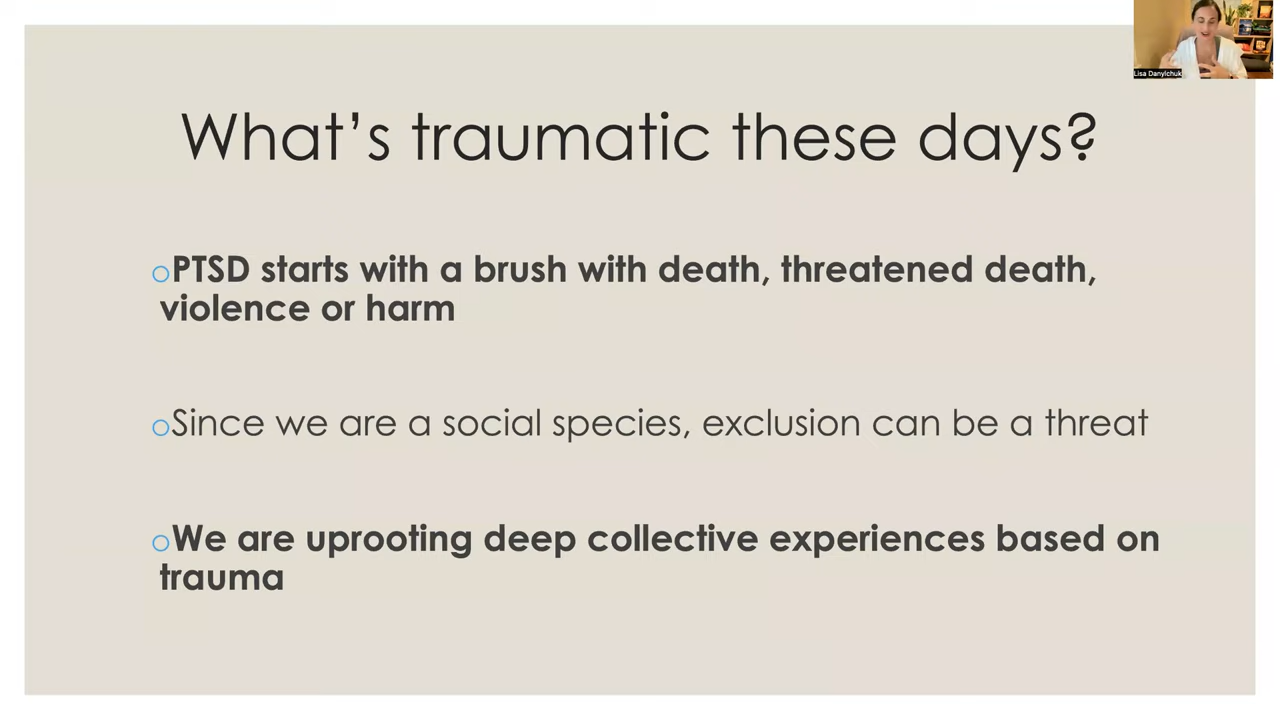 Lisa Danylchuk
What's traumatic these days?
○PTSD starts with a brush with death, threatened death,
violence or harm
○Since we are a social species, exclusion can be a threat
○We are uprooting deep collective experiences based on
trauma